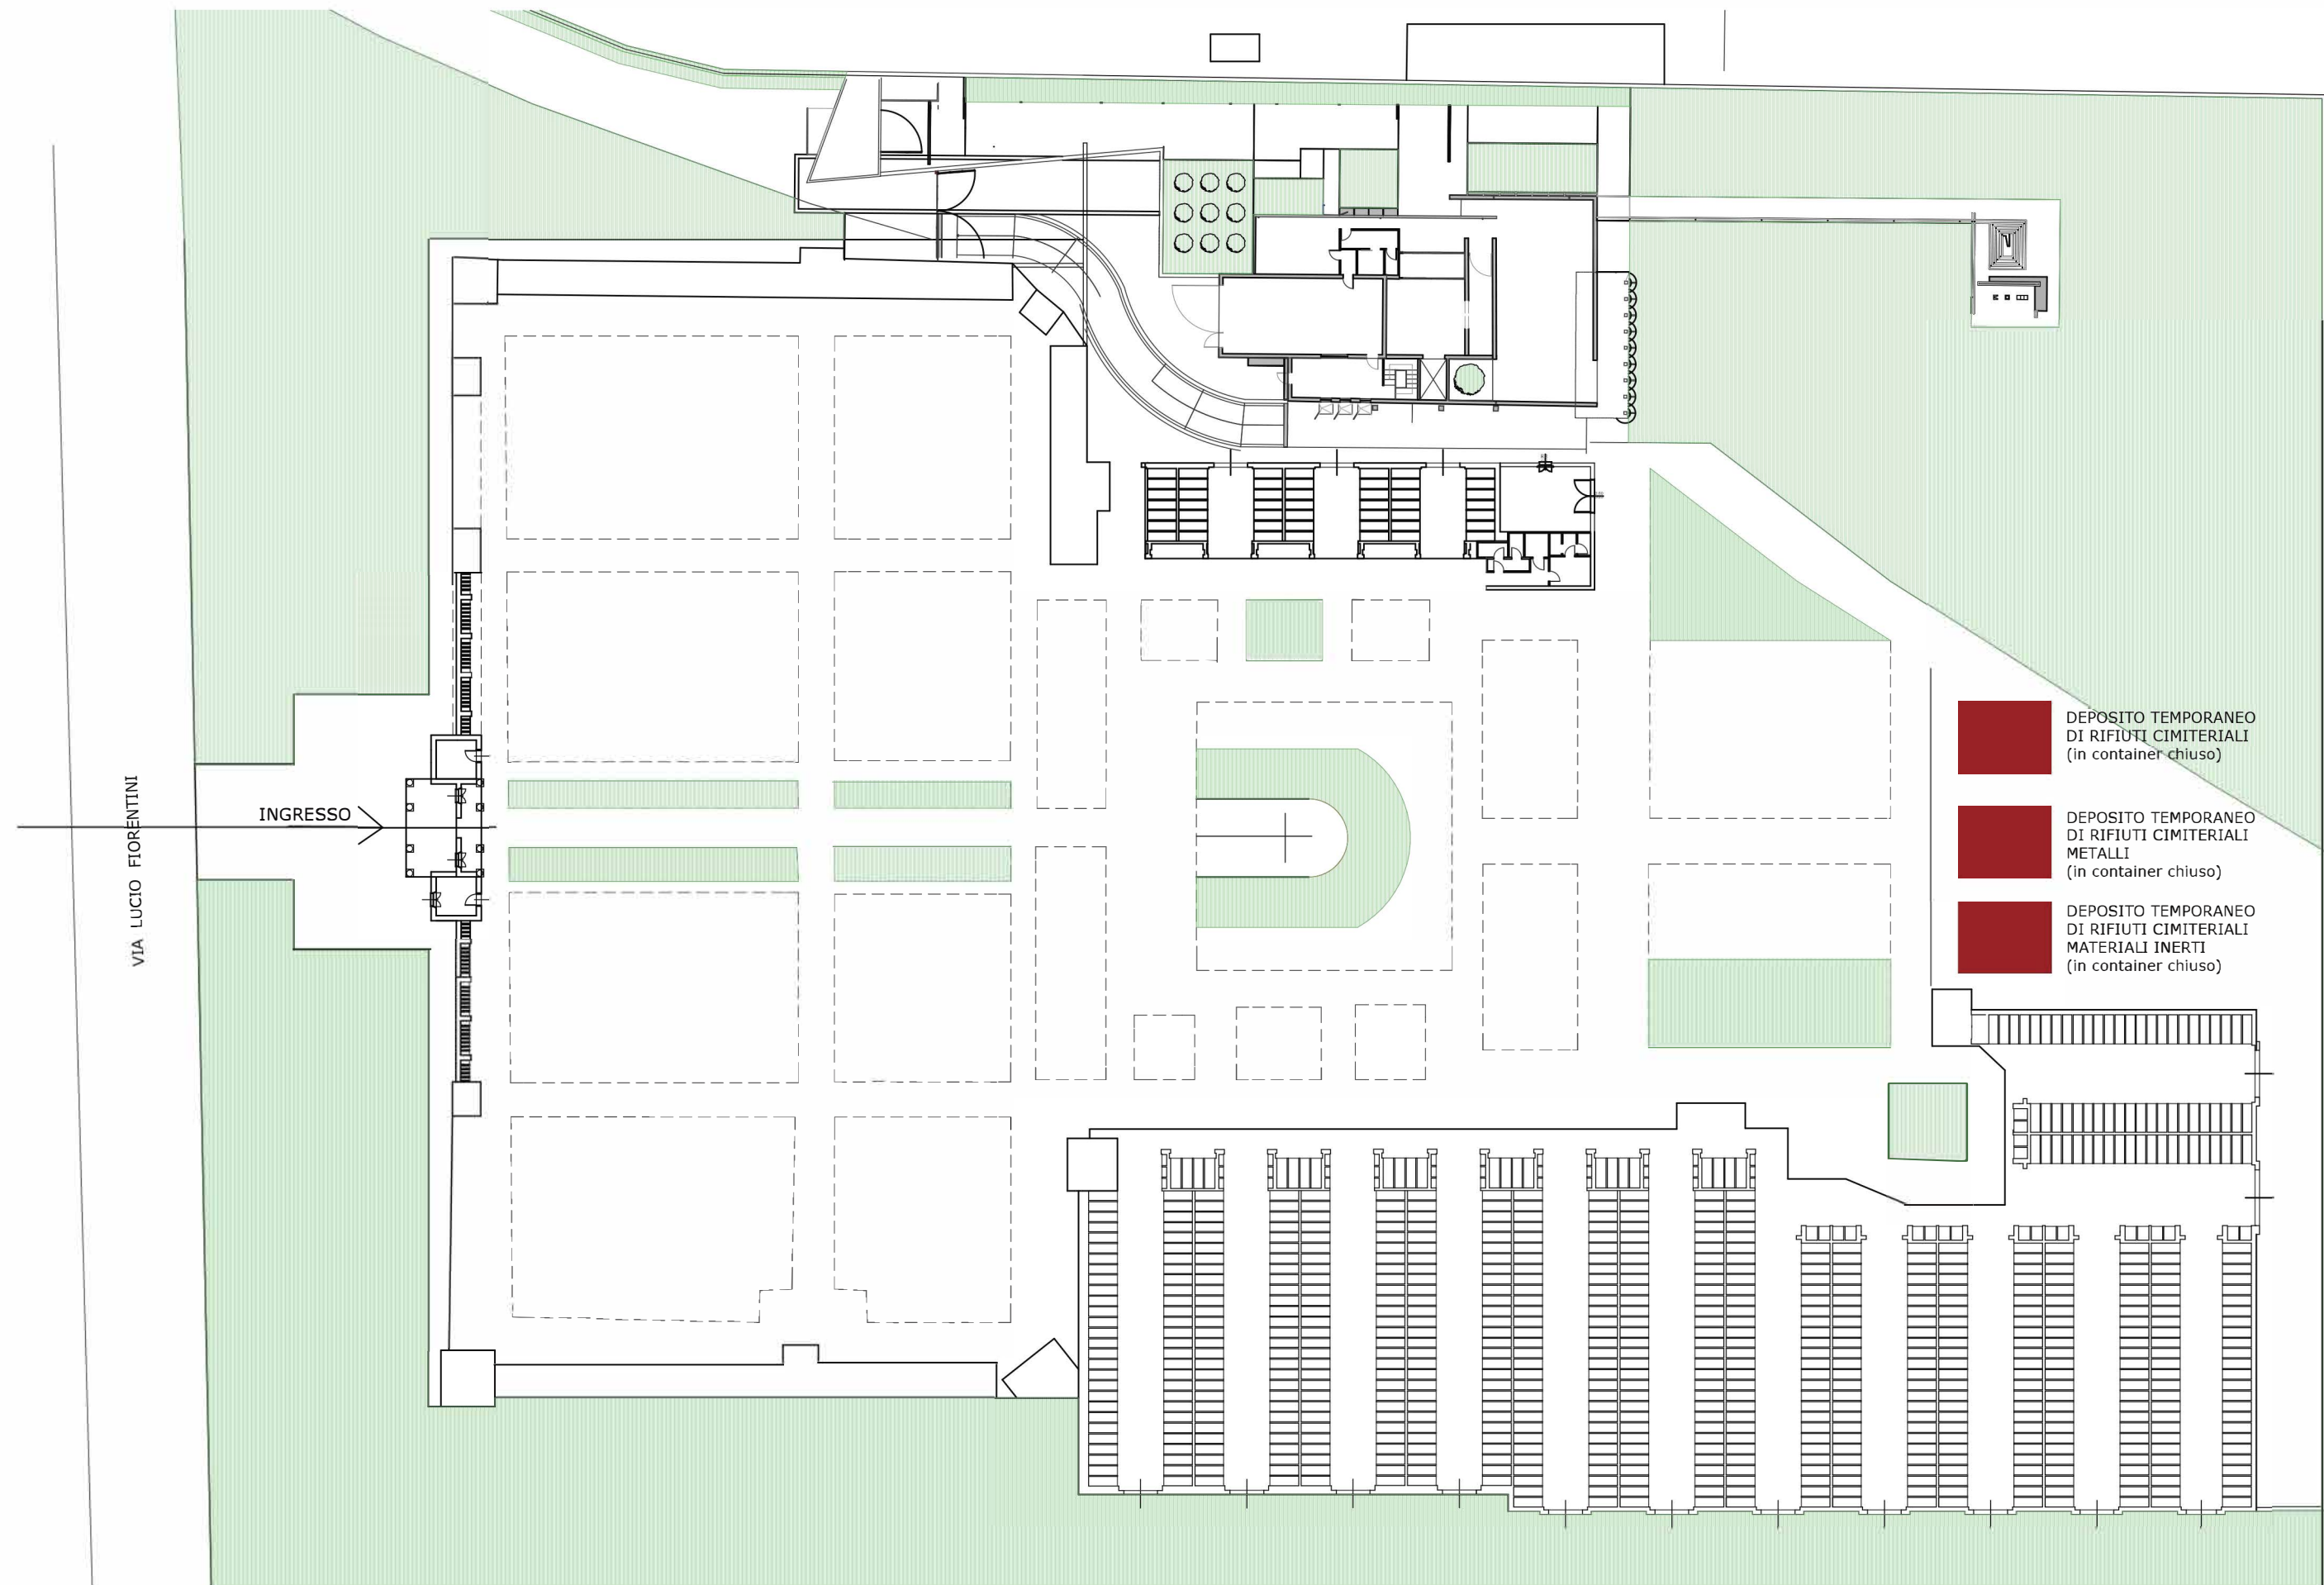 DEPOSITO TEMPORANEO
DI RIFIUTI CIMITERIALI
(in container chiuso)
VIA LUCIO FIORENTINI
INGRESSO
DEPOSITO TEMPORANEO
DI RIFIUTI CIMITERIALI
METALLI
(in container chiuso)
DEPOSITO TEMPORANEO
DI RIFIUTI CIMITERIALI
MATERIALI INERTI
(in container chiuso)